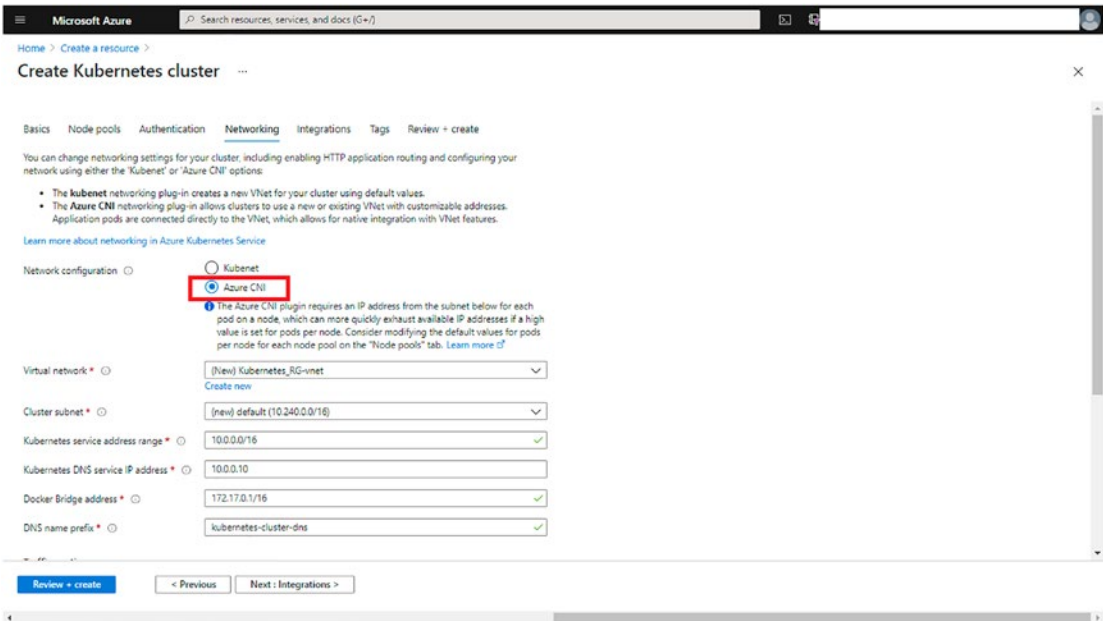 Microsoft Azure
Search resources, services, and docs (G+/)
Home > Create a resource >
Create Kubernetes cluster ...
Basics Node pools Authentication Networking Integrations Tags Review + create
You can change networking settings for your cluster, including enabling HTTP application routing and configuring your
network using either the 'Kubenet' or 'Azure CNI' options:
• The kubenet networking plug-in creates a new VNet for your cluster using default values.
• The Azure CNI networking plug-in allows clusters to use a new or existing VNet with customizable addresses.
Application pods are connected directly to the VNet, which allows for native integration with VNet features.
Learn more about networking in Azure Kubernetes Service
Network configuration Kubenet
Azure CNI
The Azure CNI plugin requires an IP address from the subnet below for each
pod on a node, which can more quickly exhaust available IP addresses if a high
value is set for pods per node. Consider modifying the default values for pods
per node for each node pool on the "Node pools" tab. Learn more
Virtual network * (New) Kubernetes_RG-vnet
Create new
Cluster subnet * (new) default (10.240.0.0/16)
Kubernetes service address range * 10.0.0.0/16
Kubernetes DNS service IP address * 10.0.0.10
Docker Bridge address * 172.17.0.1/16
DNS name prefix * kubernetes-cluster-dns
Review + create < Previous Next : Integrations >